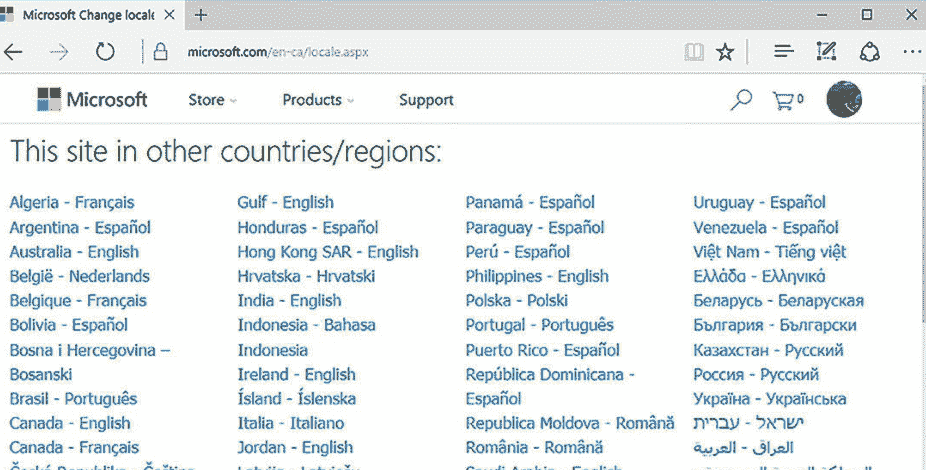 Microsoft Change locale
microsoft.com/en-ca/locale.aspx
Microsoft
Store
Products
Support
0
This site in other countries/regions:
Algeria - Français
Argentina - Español
Australia - English
België - Nederlands
Belgique - Français
Bolivia - Español
Bosna i Hercegovina –
Bosanski
Brasil - Português
Canada - English
Canada - Français
Gulf - English
Honduras - Español
Hong Kong SAR - English
Hrvatska - Hrvatski
India - English
Indonesia - Bahasa
Indonesia
Ireland - English
Ísland - Íslenska
Italia - Italiano
Jordan - English
Panamá - Español
Paraguay - Español
Perú - Español
Philippines - English
Polska - Polski
Portugal - Português
Puerto Rico - Español
República Dominicana -
Español
Republica Moldova - Română
România - Română
Uruguay - Español
Venezuela - Español
Việt Nam - Tiếng việt
Ελλάδα - Ελληνικά
Беларусь - Беларуская
България - Български
Казахстан - Русский
Россия - Русский
Україна - Українська
ישראל - עברית
العراق - العربية